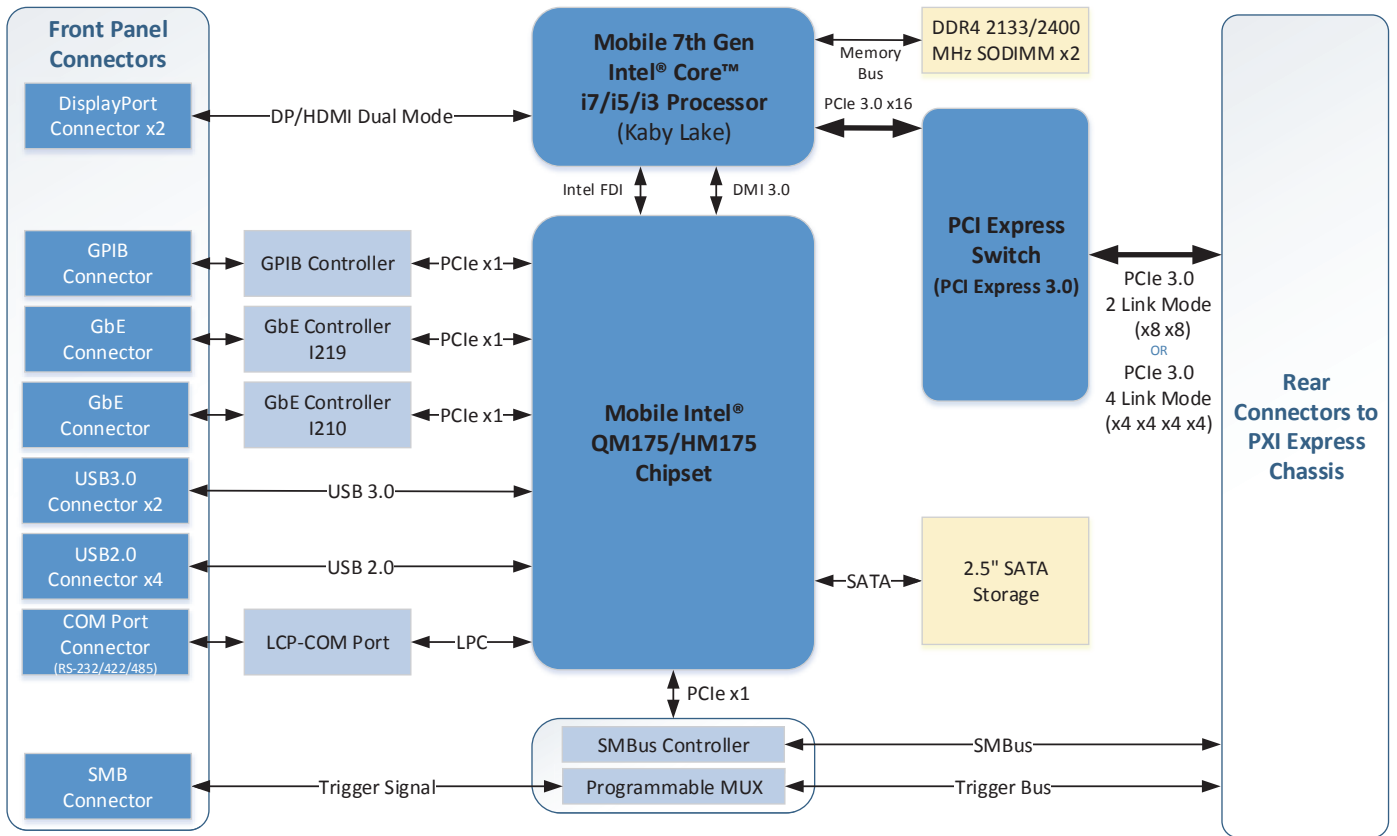 Front Panel
Connectors
DisplayPort
Connector x2
DP/HDMI Dual Mode
Mobile 7th Gen
Intel® Core™
i7/i5/i3 Processor
(Kaby Lake)
Memory
Bus
DDR4 2133/2400
MHz SODIMM x2
PCIe 3.0 x16
Intel FDI
DMI 3.0
PCI Express
Switch
(PCI Express 3.0)
PCIe 3.0
2 Link Mode
(x8 x8)
OR
PCIe 3.0
4 Link Mode
(x4 x4 x4 x4)
Rear
Connectors to
PXI Express
Chassis
GPIB
Connector
GPIB Controller
PCIe x1
GbE
Connector
GbE Controller
I219
PCIe x1
GbE
Connector
GbE Controller
I210
PCIe x1
Mobile Intel®
QM175/HM175
Chipset
USB3.0
Connector x2
USB 3.0
USB2.0
Connector x4
USB 2.0
SATA
2.5" SATA
Storage
COM Port
Connector
(RS-232/422/485)
LCP-COM Port
LPC
PCIe x1
SMBus Controller
SMBus
SMB
Connector
Trigger Signal
Programmable MUX
Trigger Bus